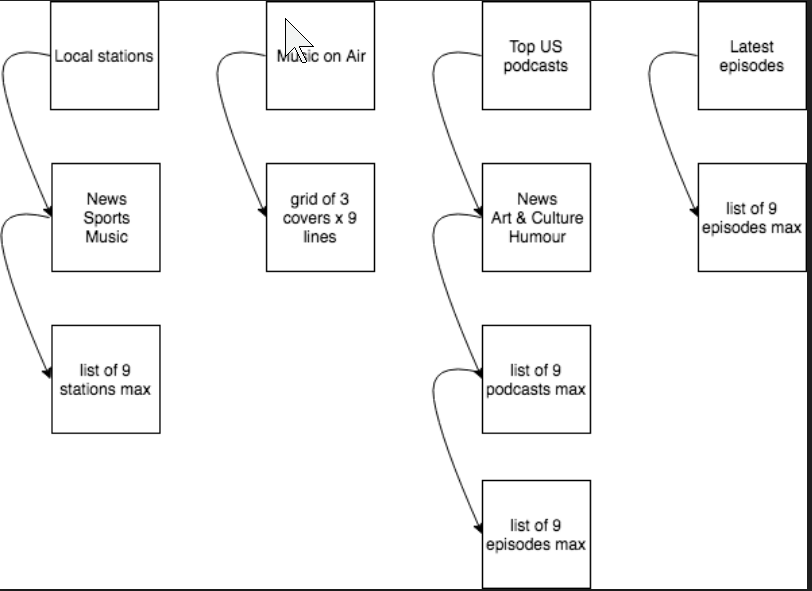 Local stations
Music on Air
Top US
podcasts
Latest
episodes
News
Sports
Music
grid of 3
covers x 9
lines
News
Art & Culture
Humour
list of 9
episodes max
list of 9
stations max
list of 9
podcasts max
list of 9
episodes max